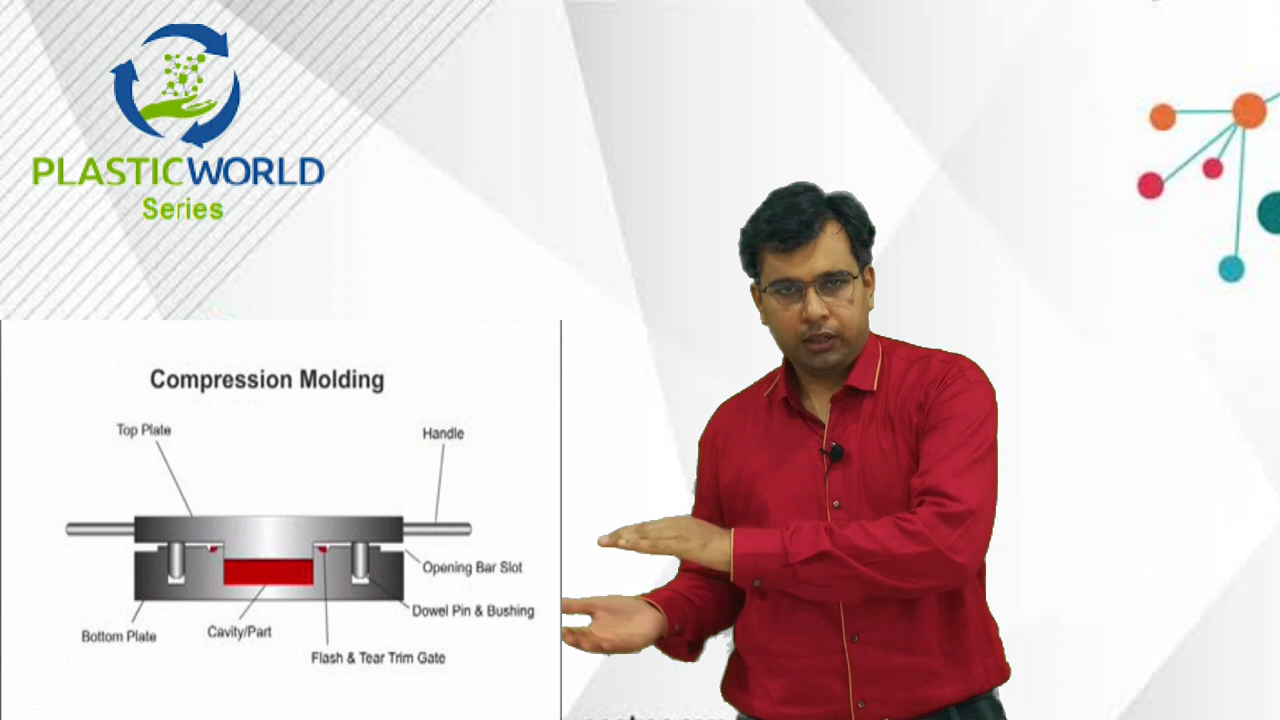 PLASTICWORLD
Series
Compression Molding
Top Plate
Handle
Opening Bar Slot
Dowel Pin & Bushing
Bottom Plate
Cavity/Part
Flash & Tear Trim Gate